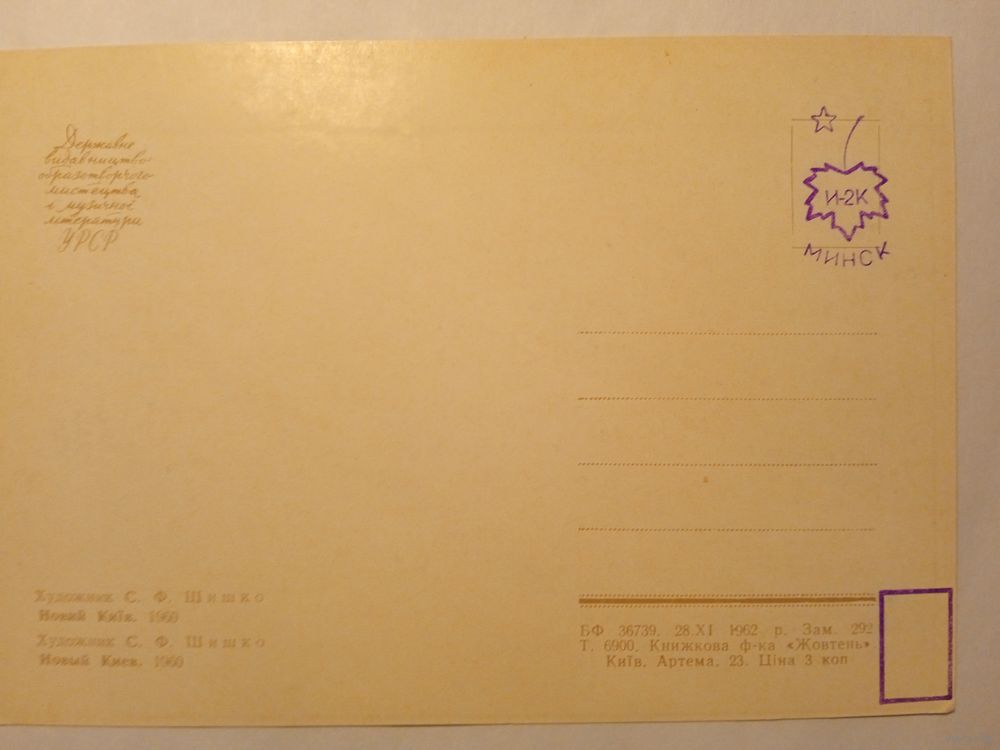 Державне
видавництво
образотворчого
мистецтва
і музичної
літератури
УРСР
И-2К
МИНСК
Художник С. Ф. Шишко
Новий Київ. 1960
Художник С. Ф. Шишко
Новый Киев. 1960
БФ 36739. 28.XI 1962 р. Зам. 292
Т. 6900. Книжкова ф-ка «Жовтень».
Київ, Артема, 23. Ціна 3 коп